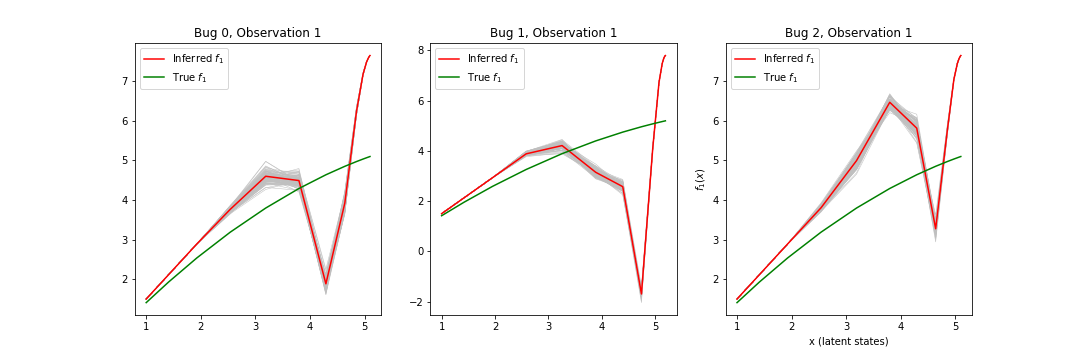 Bug 0, Observation 1
Inferred f₁
True f₁
7
6
5
4
3
2
1 2 3 4 5
Bug 1, Observation 1
Inferred f₁
True f₁
8
6
4
2
0
−2
1 2 3 4 5
Bug 2, Observation 1
Inferred f₁
True f₁
f₁(x)
7
6
5
4
3
2
1 2 3 4 5
x (latent states)